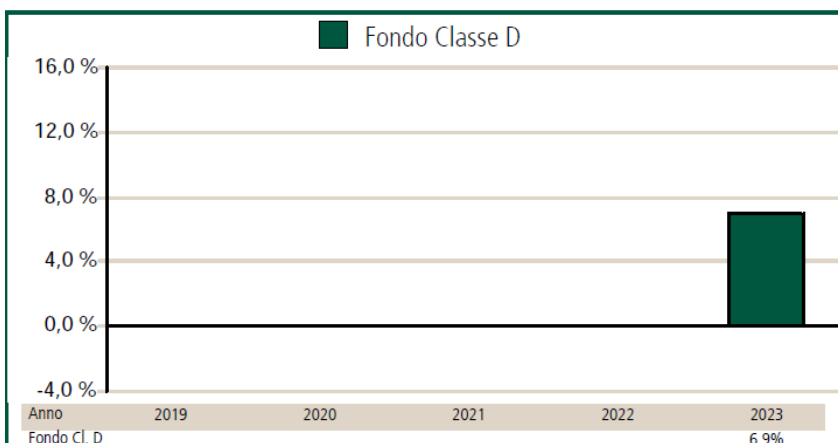 Fondo Classe D
16,0 %
12,0 %
8,0 %
4,0 %
0,0 %
-4,0 %
Anno 2019 2020 2021 2022 2023
Fondo Cl. D 6,9%